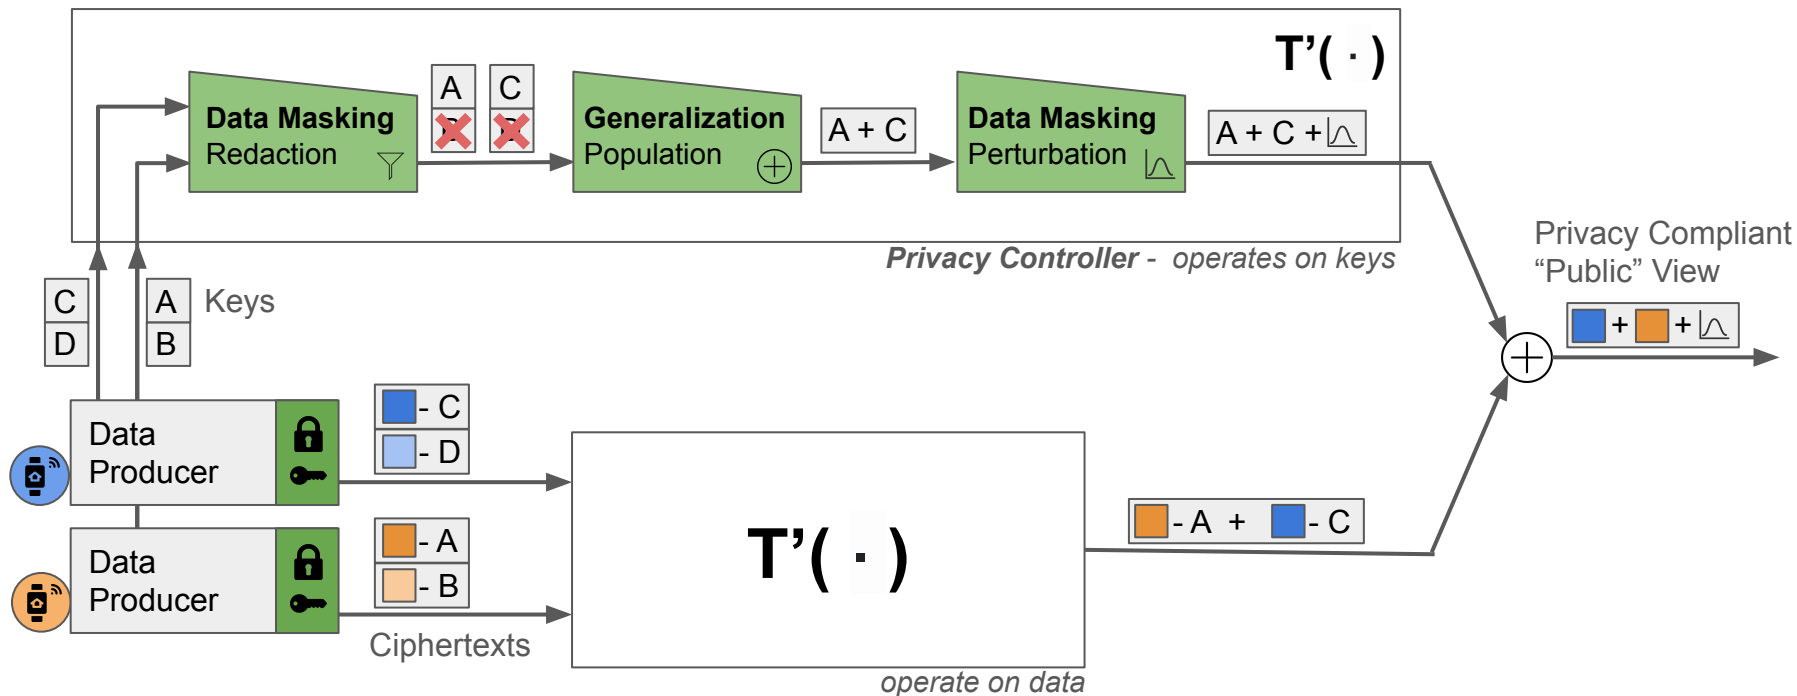 T’( · )
Data Masking
Redaction
A
C
Generalization
Population
A + C
Data Masking
Perturbation
A + C +
Privacy Controller - operates on keys
C
D
A
B
Keys
Privacy Compliant
“Public” View
+ +
Data
Producer
- C
- D
Data
Producer
- A
- B
Ciphertexts
T’( · )
operate on data
- A + - C